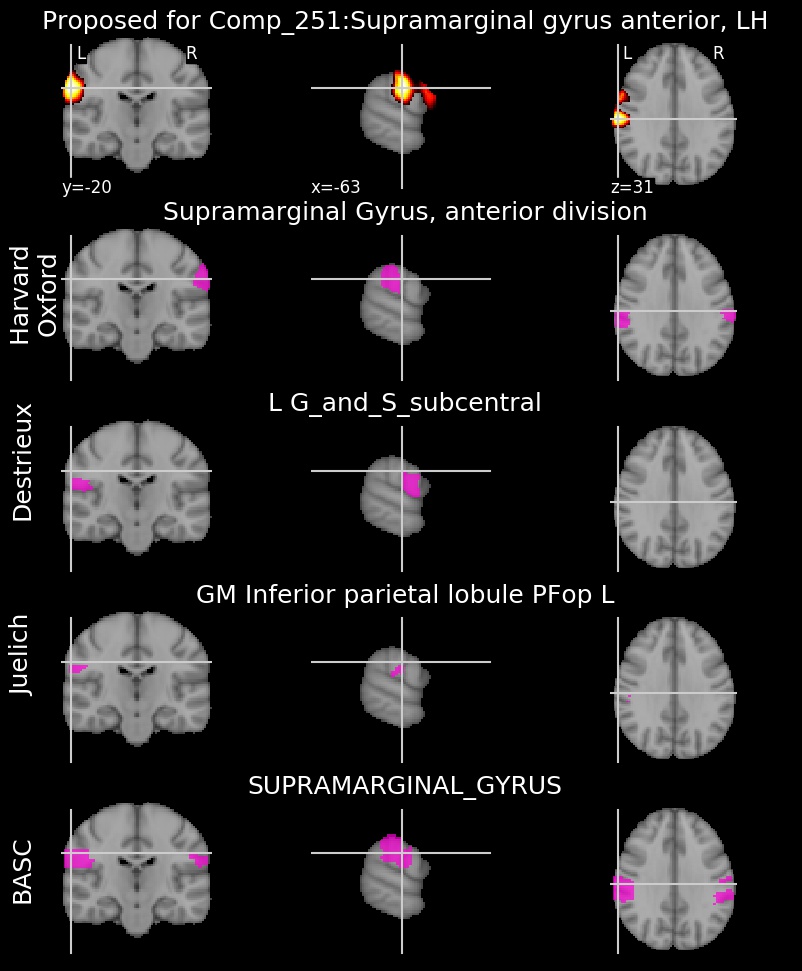 Proposed for Comp_251:Supramarginal gyrus anterior, LH
L R
L R
y=-20
x=-63
z=31
Supramarginal Gyrus, anterior division
Harvard
Oxford
L G_and_S_subcentral
Destrieux
GM Inferior parietal lobule PFop L
Juelich
SUPRAMARGINAL_GYRUS
BASC